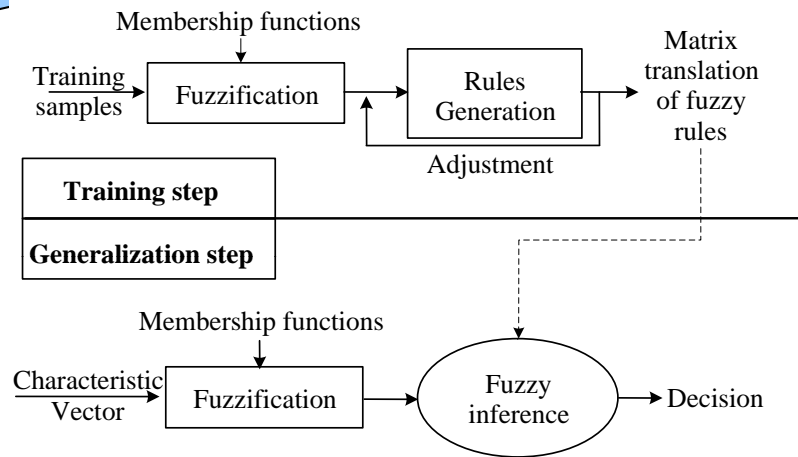 Membership functions
Training
samples
Fuzzification
Rules
Generation
Matrix
translation
of fuzzy
rules
Adjustment
Training step
Generalization step
Membership functions
Characteristic
Vector
Fuzzification
Fuzzy
inference
Decision